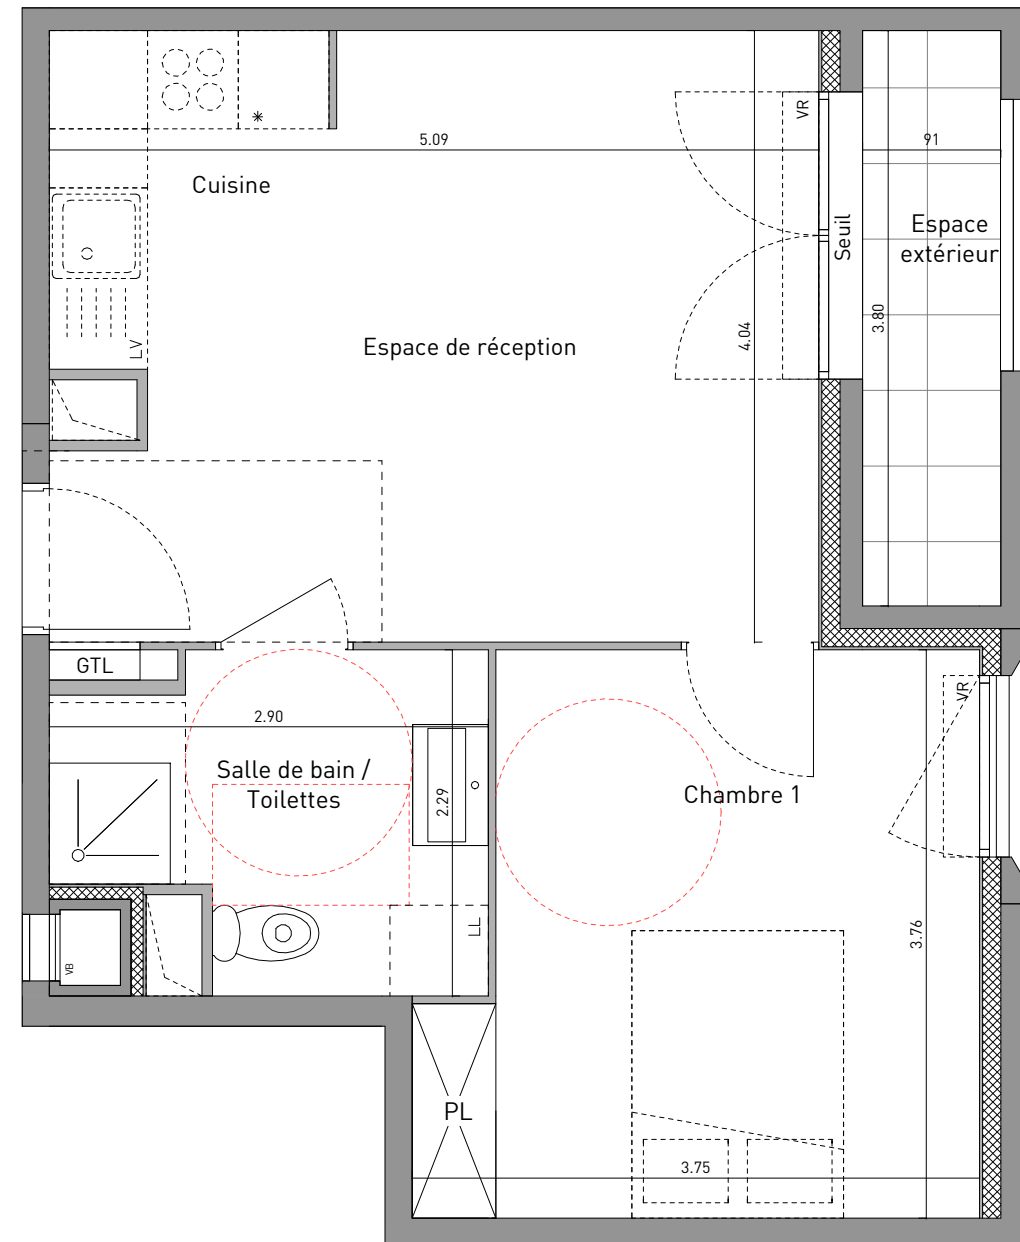 *
VR
5.09
91
Cuisine
Seuil
Espace
extérieur
3.80
4.04
LV
Espace de réception
GTL
VR
2.90
Salle de bain /
Toilettes
2.29
Chambre 1
LL
3.76
VB
PL
3.75